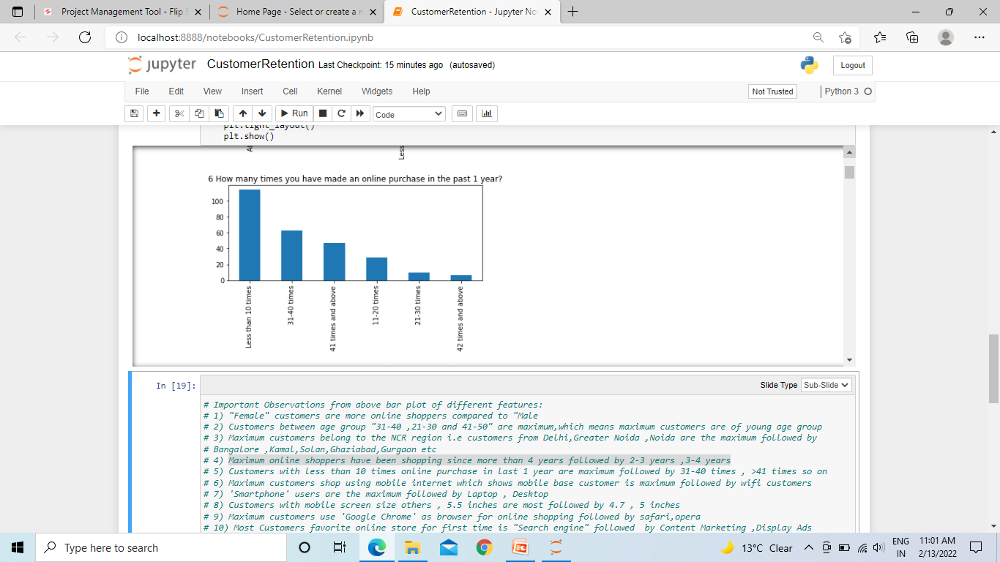 Project Management Tool - Flip
Home Page - Select or create a n
CustomerRetention - Jupyter No
localhost:8888/notebooks/CustomerRetention.ipynb
jupyter CustomerRetention Last Checkpoint: 15 minutes ago (autosaved)
Logout
File Edit View Insert Cell Kernel Widgets Help
Not Trusted
Python 3
Run
Code
plt.tight_layout()
plt.show()
Less
6 How many times you have made an online purchase in the past 1 year?
100
80
60
40
20
0
Less than 10 times
31-40 times
41 times and above
11-20 times
21-30 times
42 times and above
In [19]:
Slide Type Sub-Slide
# Important Observations from above bar plot of different features:
# 1) "Female" customers are more online shoppers compared to "Male
# 2) Customers between age group "31-40 ,21-30 and 41-50" are maximum,which means maximum customers are of young age group
# 3) Maximum customers belong to the NCR region i.e customers from Delhi,Greater Noida ,Noida are the maximum followed by
# Bangalore ,Kamal,Solan,Ghaziabad,Gurgaon etc
# 4) Maximum online shoppers have been shopping since more than 4 years followed by 2-3 years ,3-4 years
# 5) Customers with less than 10 times online purchase in last 1 year are maximum followed by 31-40 times , >41 times so on
# 6) Maximum customers shop using mobile internet which shows mobile base customer is maximum followed by wifi customers
# 7) 'Smartphone' users are the maximum followed by Laptop , Desktop
# 8) Customers with mobile screen size others , 5.5 inches are most followed by 4.7 , 5 inches
# 9) Maximum customers use 'Google Chrome' as browser for online shopping followed by safari,opera
# 10) Most Customers favorite online store for first time is "Search engine" followed  by Content Marketing ,Display Ads
Type here to search
13°C Clear
ENG
IN
11:01 AM
2/13/2022